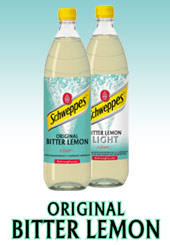 Schweppes
ORIGINAL
BITTER LEMON
Schweppes
BITTER LEMON
LIGHT
ORIGINAL
BITTER LEMON